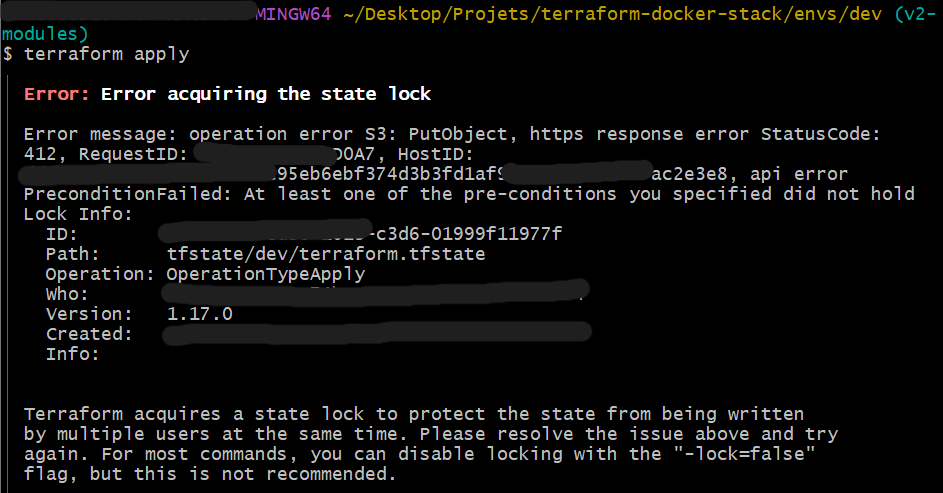 MINGW64 ~/Desktop/Projets/terraform-docker-stack/envs/dev (v2-
modules)
$ terraform apply
Error: Error acquiring the state lock
Error message: operation error S3: PutObject, https response error StatusCode:
412, RequestID: DOA7, HostID:
95eb6ebf374d3b3fd1af9 ac2e3e8, api error
PreconditionFailed: At least one of the pre-conditions you specified did not hold
Lock Info:
ID: -c3d6-01999f11977f
Path: tfstate/dev/terraform.tfstate
Operation: OperationTypeApply
Who:
Version: 1.17.0
Created:
Info:
Terraform acquires a state lock to protect the state from being written
by multiple users at the same time. Please resolve the issue above and try
again. For most commands, you can disable locking with the "-lock=false"
flag, but this is not recommended.